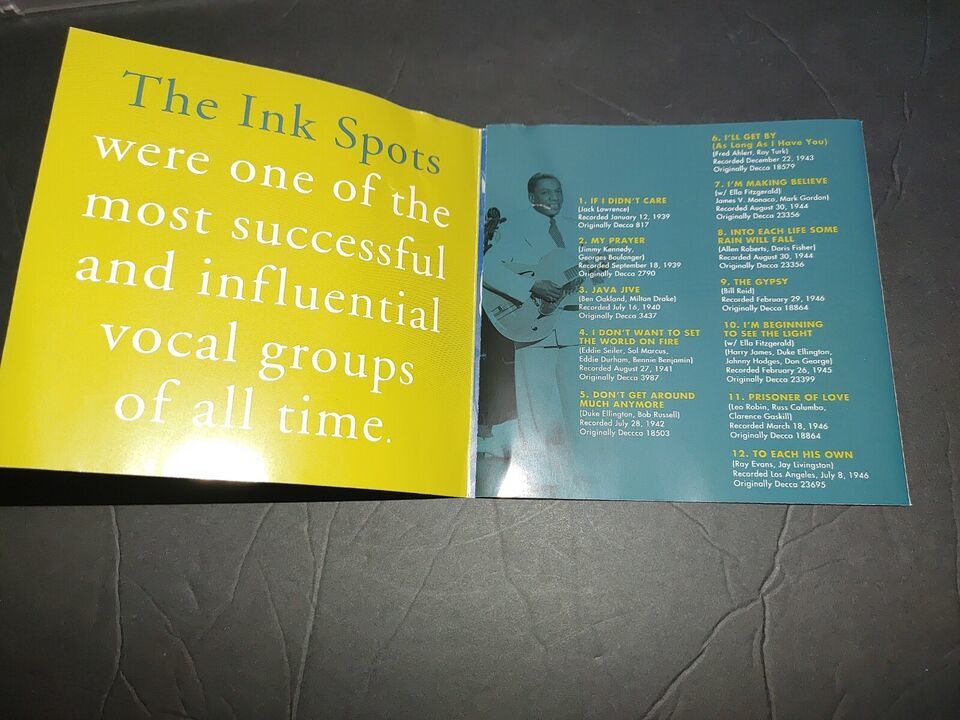 The Ink Spots
were one of the
most successful
and influential
vocal groups
of all time.
1. IF I DIDN'T CARE
(Jack Lawrence)
Recorded January 12, 1939
Originally Decca 817
2. MY PRAYER
(Jimmy Kennedy,
Georges Boulanger)
Recorded September 18, 1939
Originally Decca 2790
3. JAVA JIVE
(Ben Oakland, Milton Drake)
Recorded July 16, 1940
Originally Decca 3437
4. I DON'T WANT TO SET
THE WORLD ON FIRE
(Eddie Seiler, Sol Marcus,
Eddie Durham, Bennie Benjamin)
Recorded August 27, 1941
Originally Decca 3987
5. DON'T GET AROUND
MUCH ANYMORE
(Duke Ellington, Bob Russell)
Recorded July 28, 1942
Originally Deccca 18503
6. I'LL GET BY
(As Long As I Have You)
(Fred Ahlert, Roy Turk)
Recorded December 22, 1943
Originally Decca 18579
7. I'M MAKING BELIEVE
(w/ Ella Fitzgerald)
James V. Monaco, Mark Gordon)
Recorded August 30, 1944
Originally Decca 23356
8. INTO EACH LIFE SOME
RAIN WILL FALL
(Allen Roberts, Doris Fisher)
Recorded August 30, 1944
Originally Decca 23356
9. THE GYPSY
(Bill Reid)
Recorded February 29, 1946
Originally Decca 18864
10. I'M BEGINNING
TO SEE THE LIGHT
(w/ Ella Fitzgerald)
(Harry James, Duke Ellington,
Johnny Hodges, Don George)
Recorded February 26, 1945
Originally Decca 23399
11. PRISONER OF LOVE
(Leo Robin, Russ Columba,
Clarence Gaskill)
Recorded March 18, 1946
Originally Decca 18864
12. TO EACH HIS OWN
(Ray Evans, Jay Livingston)
Recorded Los Angeles, July 8, 1946
Originally Decca 23695